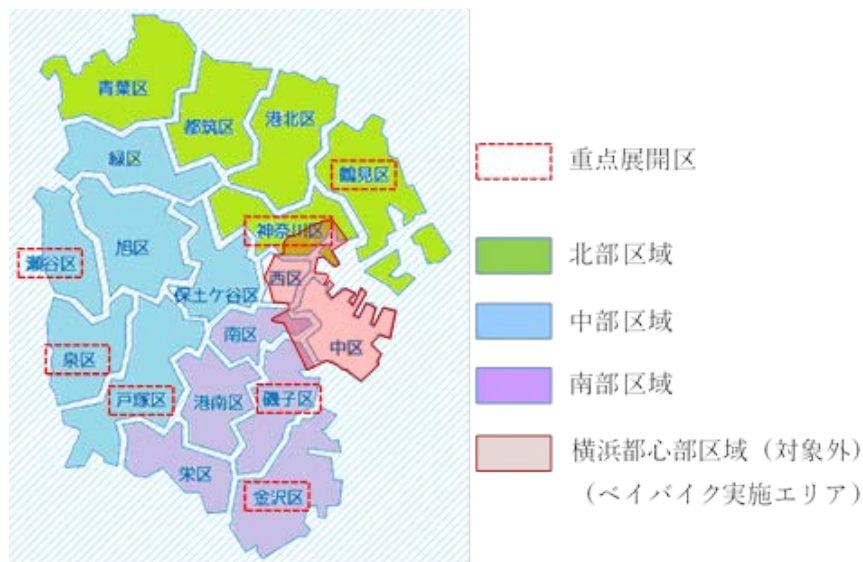 青葉区
都筑区
港北区
緑区
鶴見区
神奈川区
旭区
瀬谷区
西区
保土ケ谷区
南区
中区
泉区
戸塚区
港南区
磯子区
栄区
金沢区
重点展開区
北部区域
中部区域
南部区域
横浜都心部区域（対象外）
（ベイバイク実施エリア）